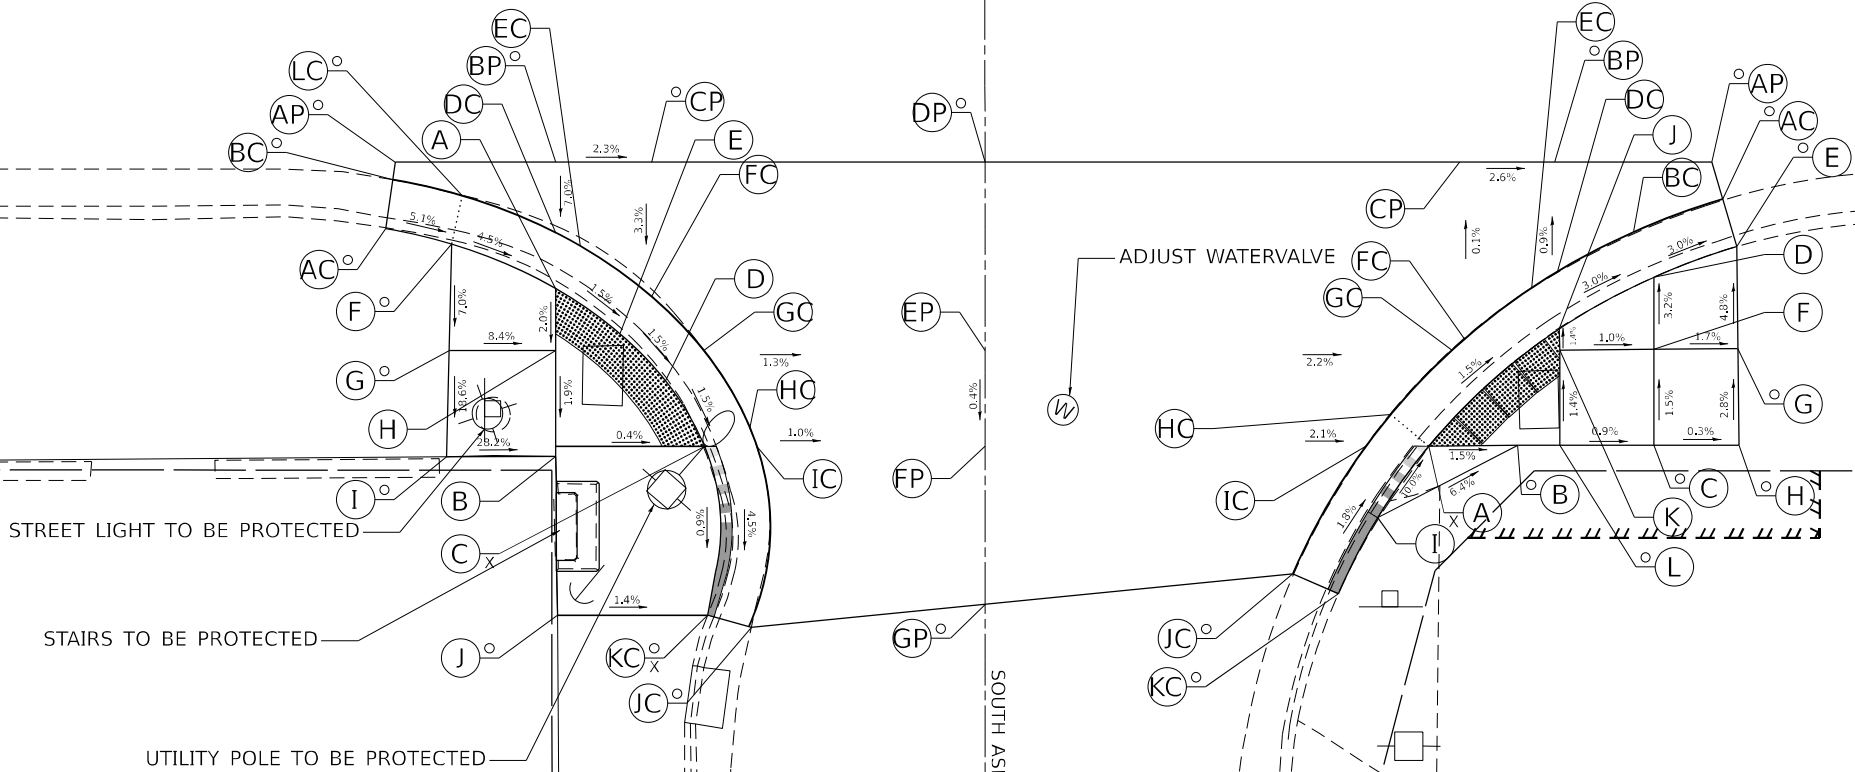 EC
BP
LC
DC
CP
AP
A
E
BC
FC
DP
EC
BP
DC
AP
J
AC
E
BC
CP
2.3%
7.0%
3.3%
2.6%
0.1%
0.9%
3.0%
3.0%
5.1%
4.5%
AC
F
D
GC
EP
ADJUST WATERVALVE
FC
GC
D
F
7.0%
2.0%
1.5%
1.5%
8.4%
1.3%
2.2%
3.2%
4.8%
1.4%
1.0%
1.7%
1.5%
G
H
18.6%
1.9%
1.5%
HC
0.4%
W
HC
G
1.4%
1.5%
2.8%
28.2%
0.4%
1.0%
2.1%
0.9%
0.3%
1.5%
I
B
IC
FP
IC
6.4%
10.0%
1.8%
A
X
B
C
H
STREET LIGHT TO BE PROTECTED
0.9%
4.5%
K
I
C
X
L
1.4%
STAIRS TO BE PROTECTED
J
KC
X
GP
JC
KC
JC
SOUTH ASH
UTILITY POLE TO BE PROTECTED